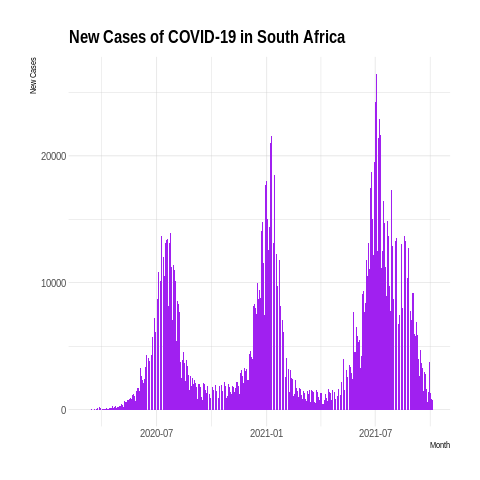 New Cases of COVID-19 in South Africa
New Cases
20000
10000
0
2020-07
2021-01
2021-07
Month